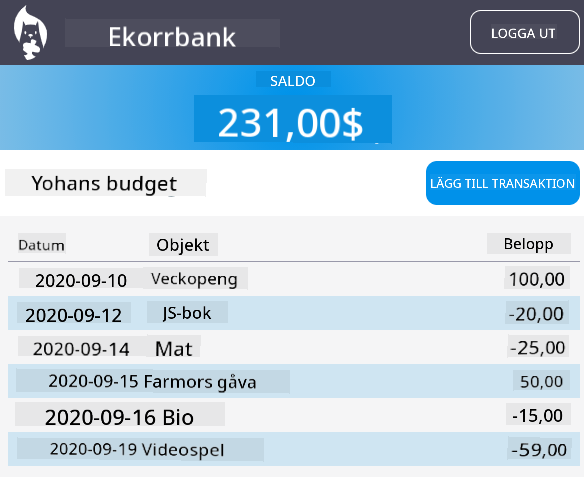 Ekorrbank
LOGGA UT
SALDO
231,00$
Yohans budget
LÄGG TILL TRANSAKTION
Datum Objekt Belopp
2020-09-10 Veckopeng 100,00
2020-09-12 JS-bok -20,00
2020-09-14 Mat -25,00
2020-09-15 Farmors gåva 50,00
2020-09-16 Bio -15,00
2020-09-19 Videospel -59,00